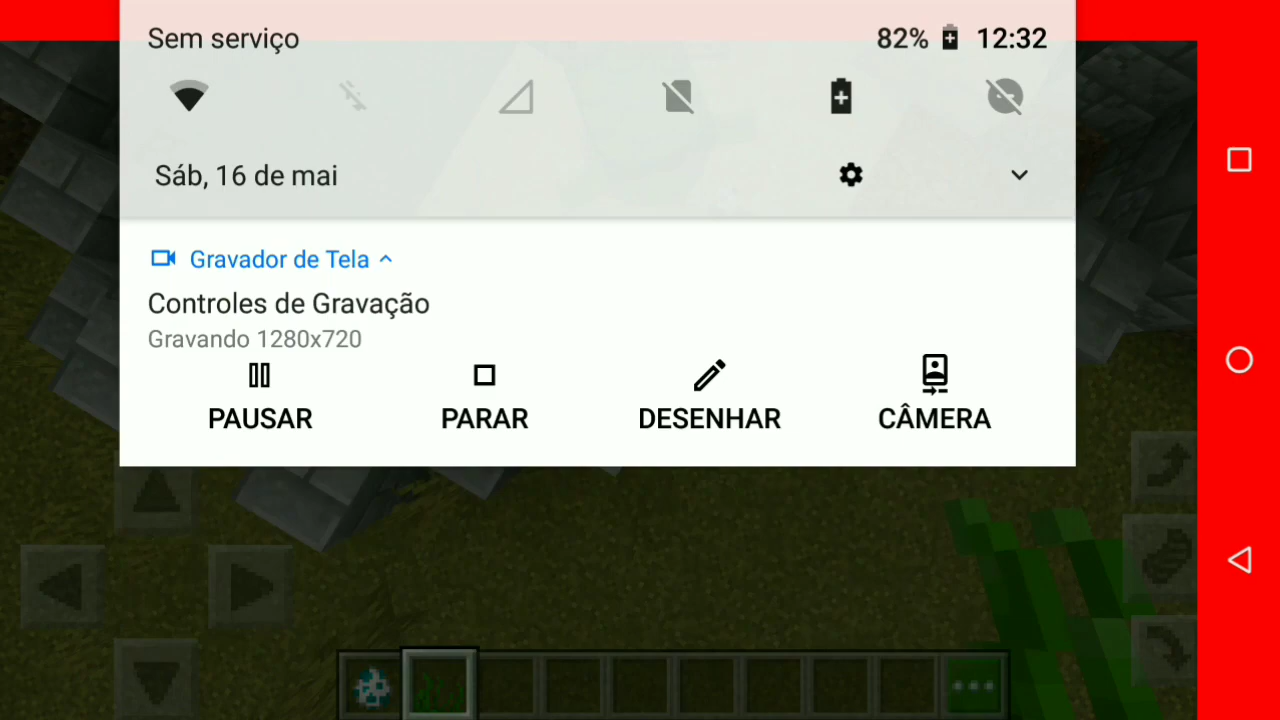 Sem serviço 82% 12:32
Sáb, 16 de mai
Gravador de Tela
Controles de Gravação
Gravando 1280x720
PAUSAR PARAR DESENHAR CÂMERA